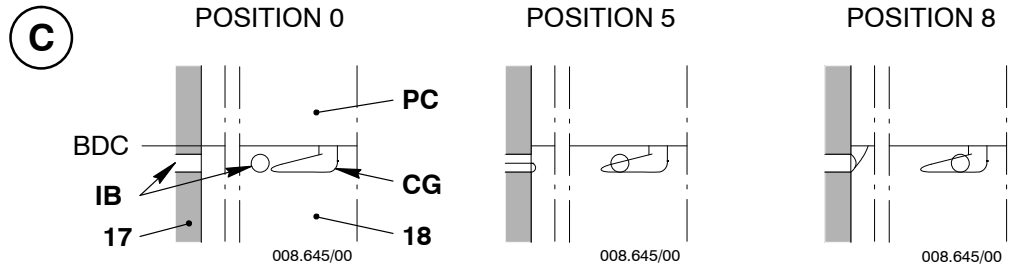 C
POSITION 0
POSITION 5
POSITION 8
PC
BDC
IB
CG
17
18
008.645/00
008.645/00
008.645/00